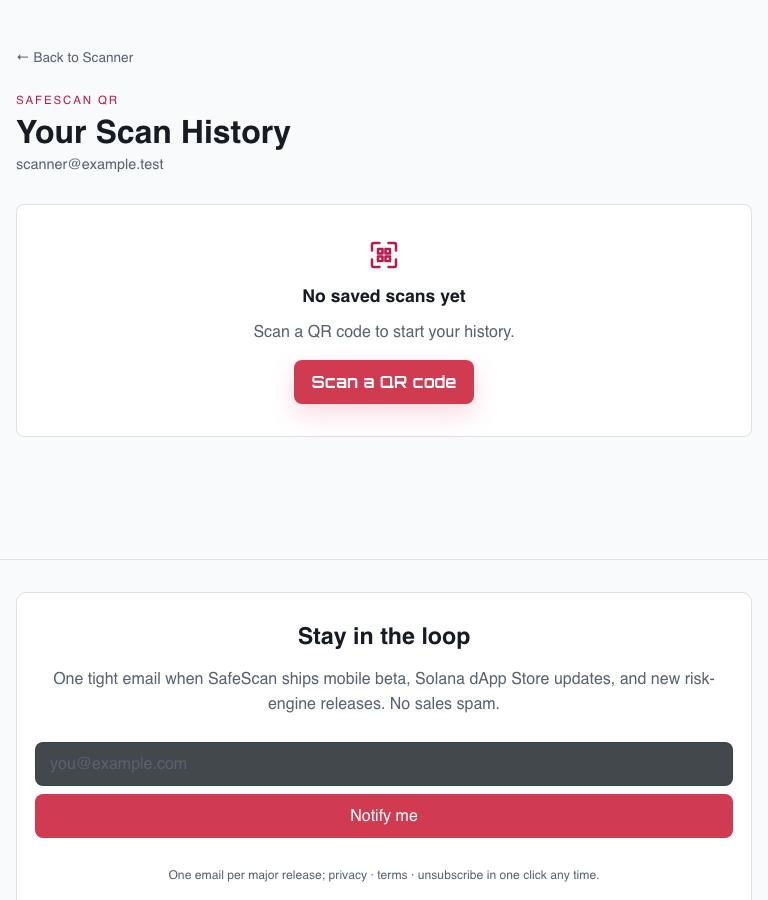 ← Back to Scanner
SAFESCAN QR
Your Scan History
scanner@example.test
No saved scans yet
Scan a QR code to start your history.
Scan a QR code
Stay in the loop
One tight email when SafeScan ships mobile beta, Solana dApp Store updates, and new risk-
engine releases. No sales spam.
you@example.com
Notify me
One email per major release; privacy · terms · unsubscribe in one click any time.